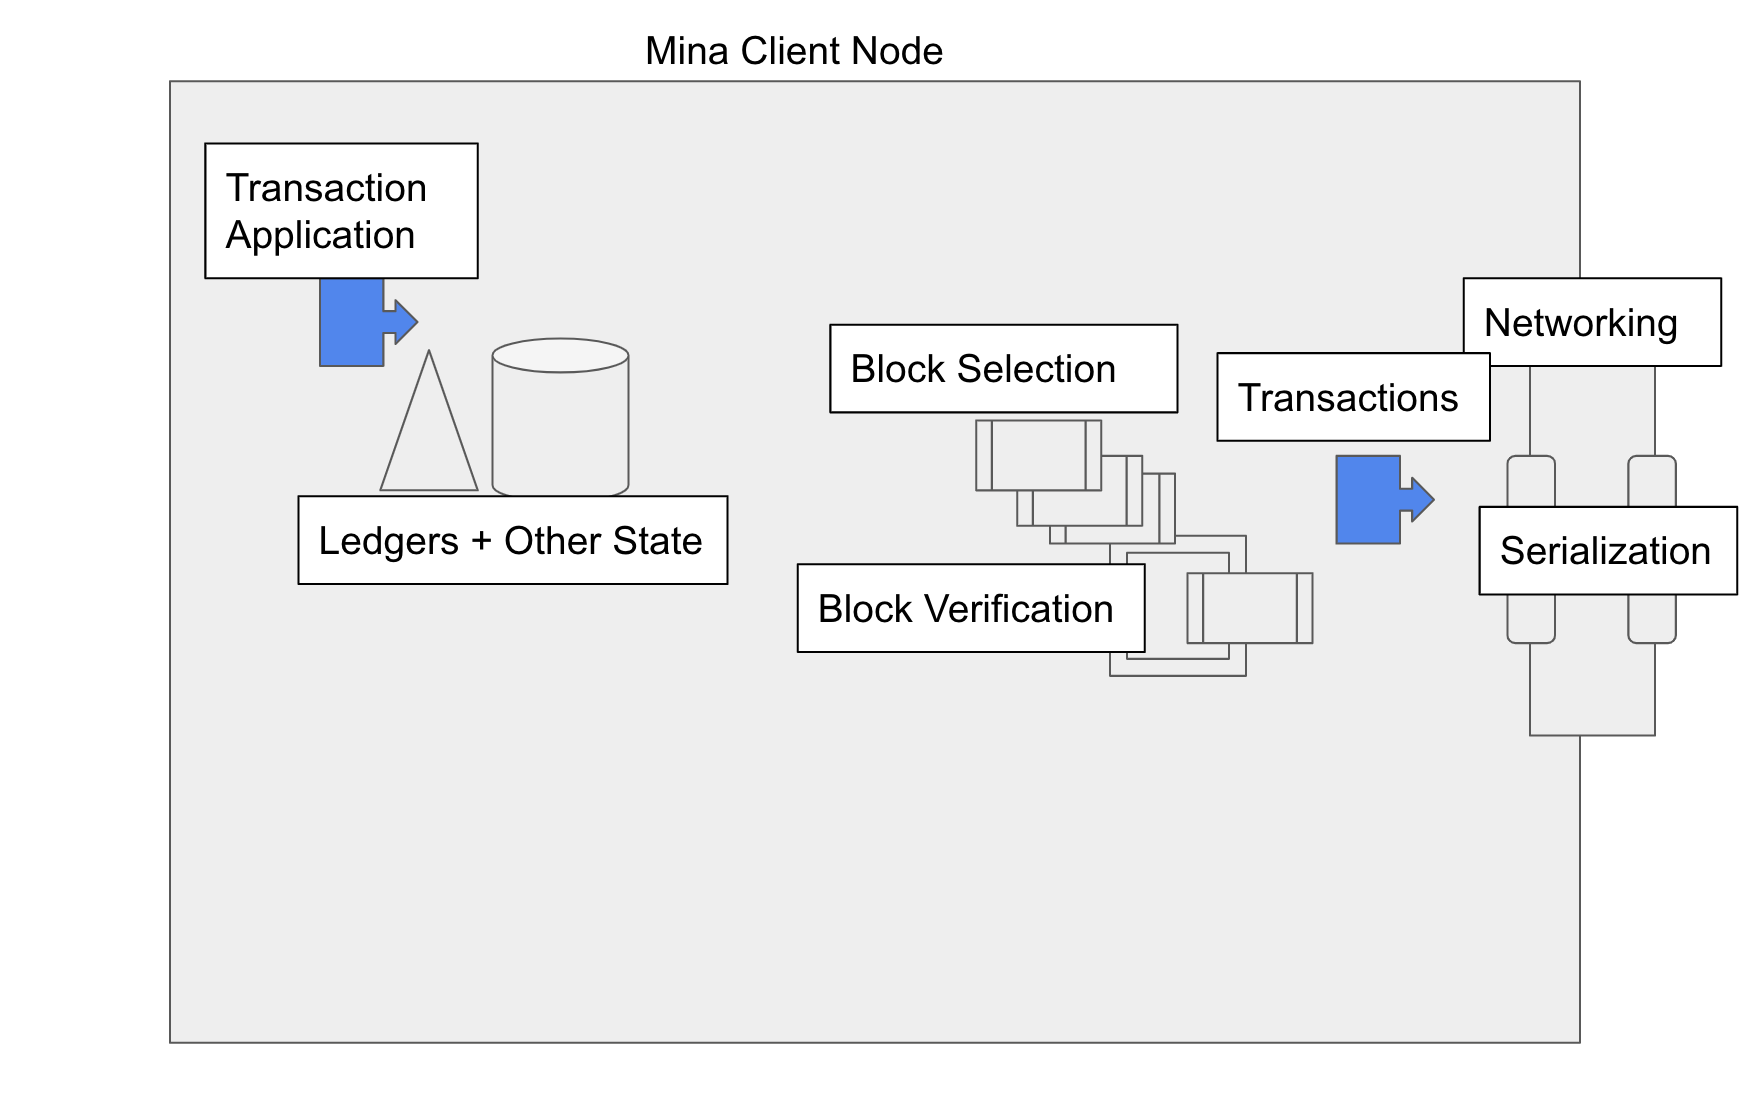 Mina Client Node
Transaction
Application
Networking
Block Selection
Transactions
Ledgers + Other State
Serialization
Block Verification